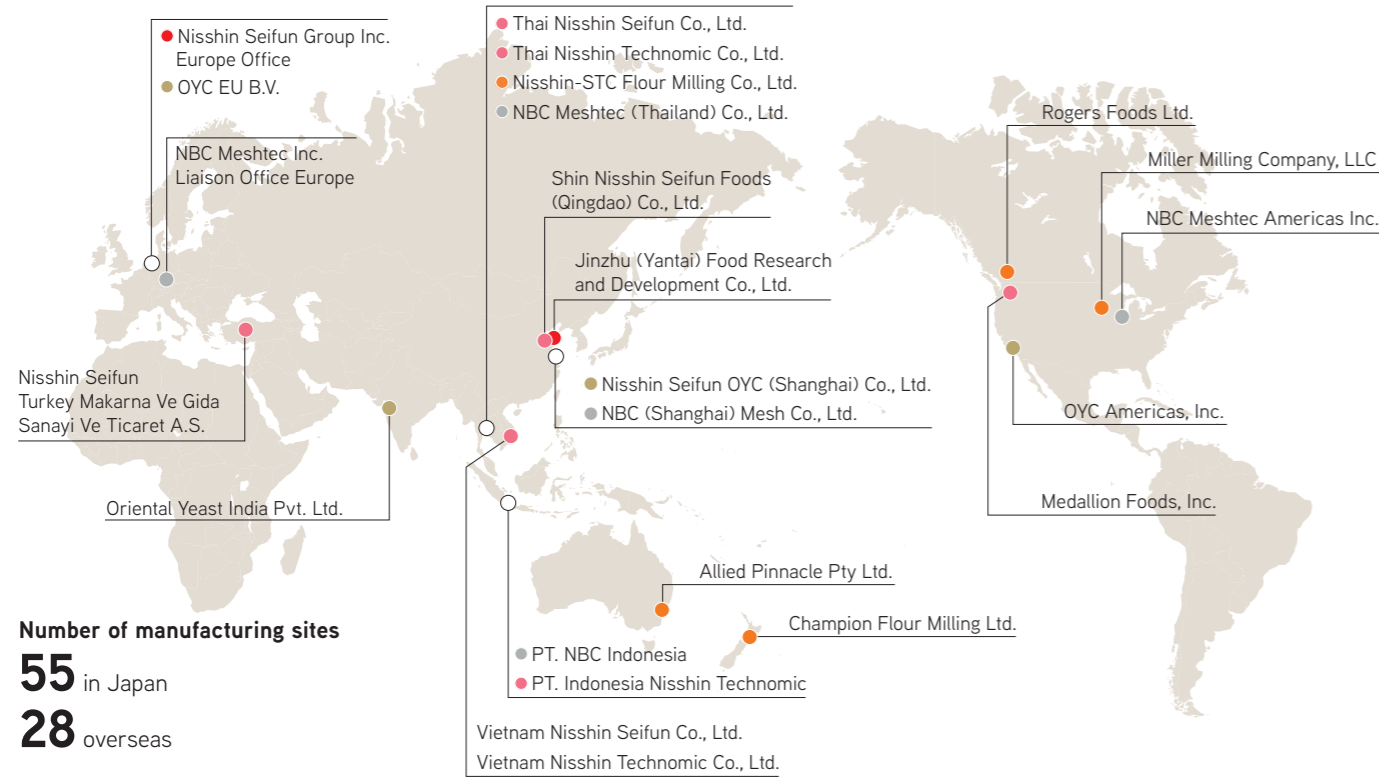 Nisshin Seifun Group Inc.
Europe Office
OYC EU B.V.
NBC Meshtec Inc.
Liaison Office Europe
Thai Nisshin Seifun Co., Ltd.
Thai Nisshin Technomic Co., Ltd.
Nisshin-STC Flour Milling Co., Ltd.
NBC Meshtec (Thailand) Co., Ltd.
Shin Nisshin Seifun Foods
(Qingdao) Co., Ltd.
Jinzhu (Yantai) Food Research
and Development Co., Ltd.
Nisshin Seifun OYC (Shanghai) Co., Ltd.
NBC (Shanghai) Mesh Co., Ltd.
Rogers Foods Ltd.
Miller Milling Company, LLC
NBC Meshtec Americas Inc.
OYC Americas, Inc.
Medallion Foods, Inc.
Nisshin Seifun
Turkey Makarna Ve Gida
Sanayi Ve Ticaret A.S.
Oriental Yeast India Pvt. Ltd.
Allied Pinnacle Pty Ltd.
Champion Flour Milling Ltd.
PT. NBC Indonesia
PT. Indonesia Nisshin Technomic
Vietnam Nisshin Seifun Co., Ltd.
Vietnam Nisshin Technomic Co., Ltd.
Number of manufacturing sites
55 in Japan
28 overseas